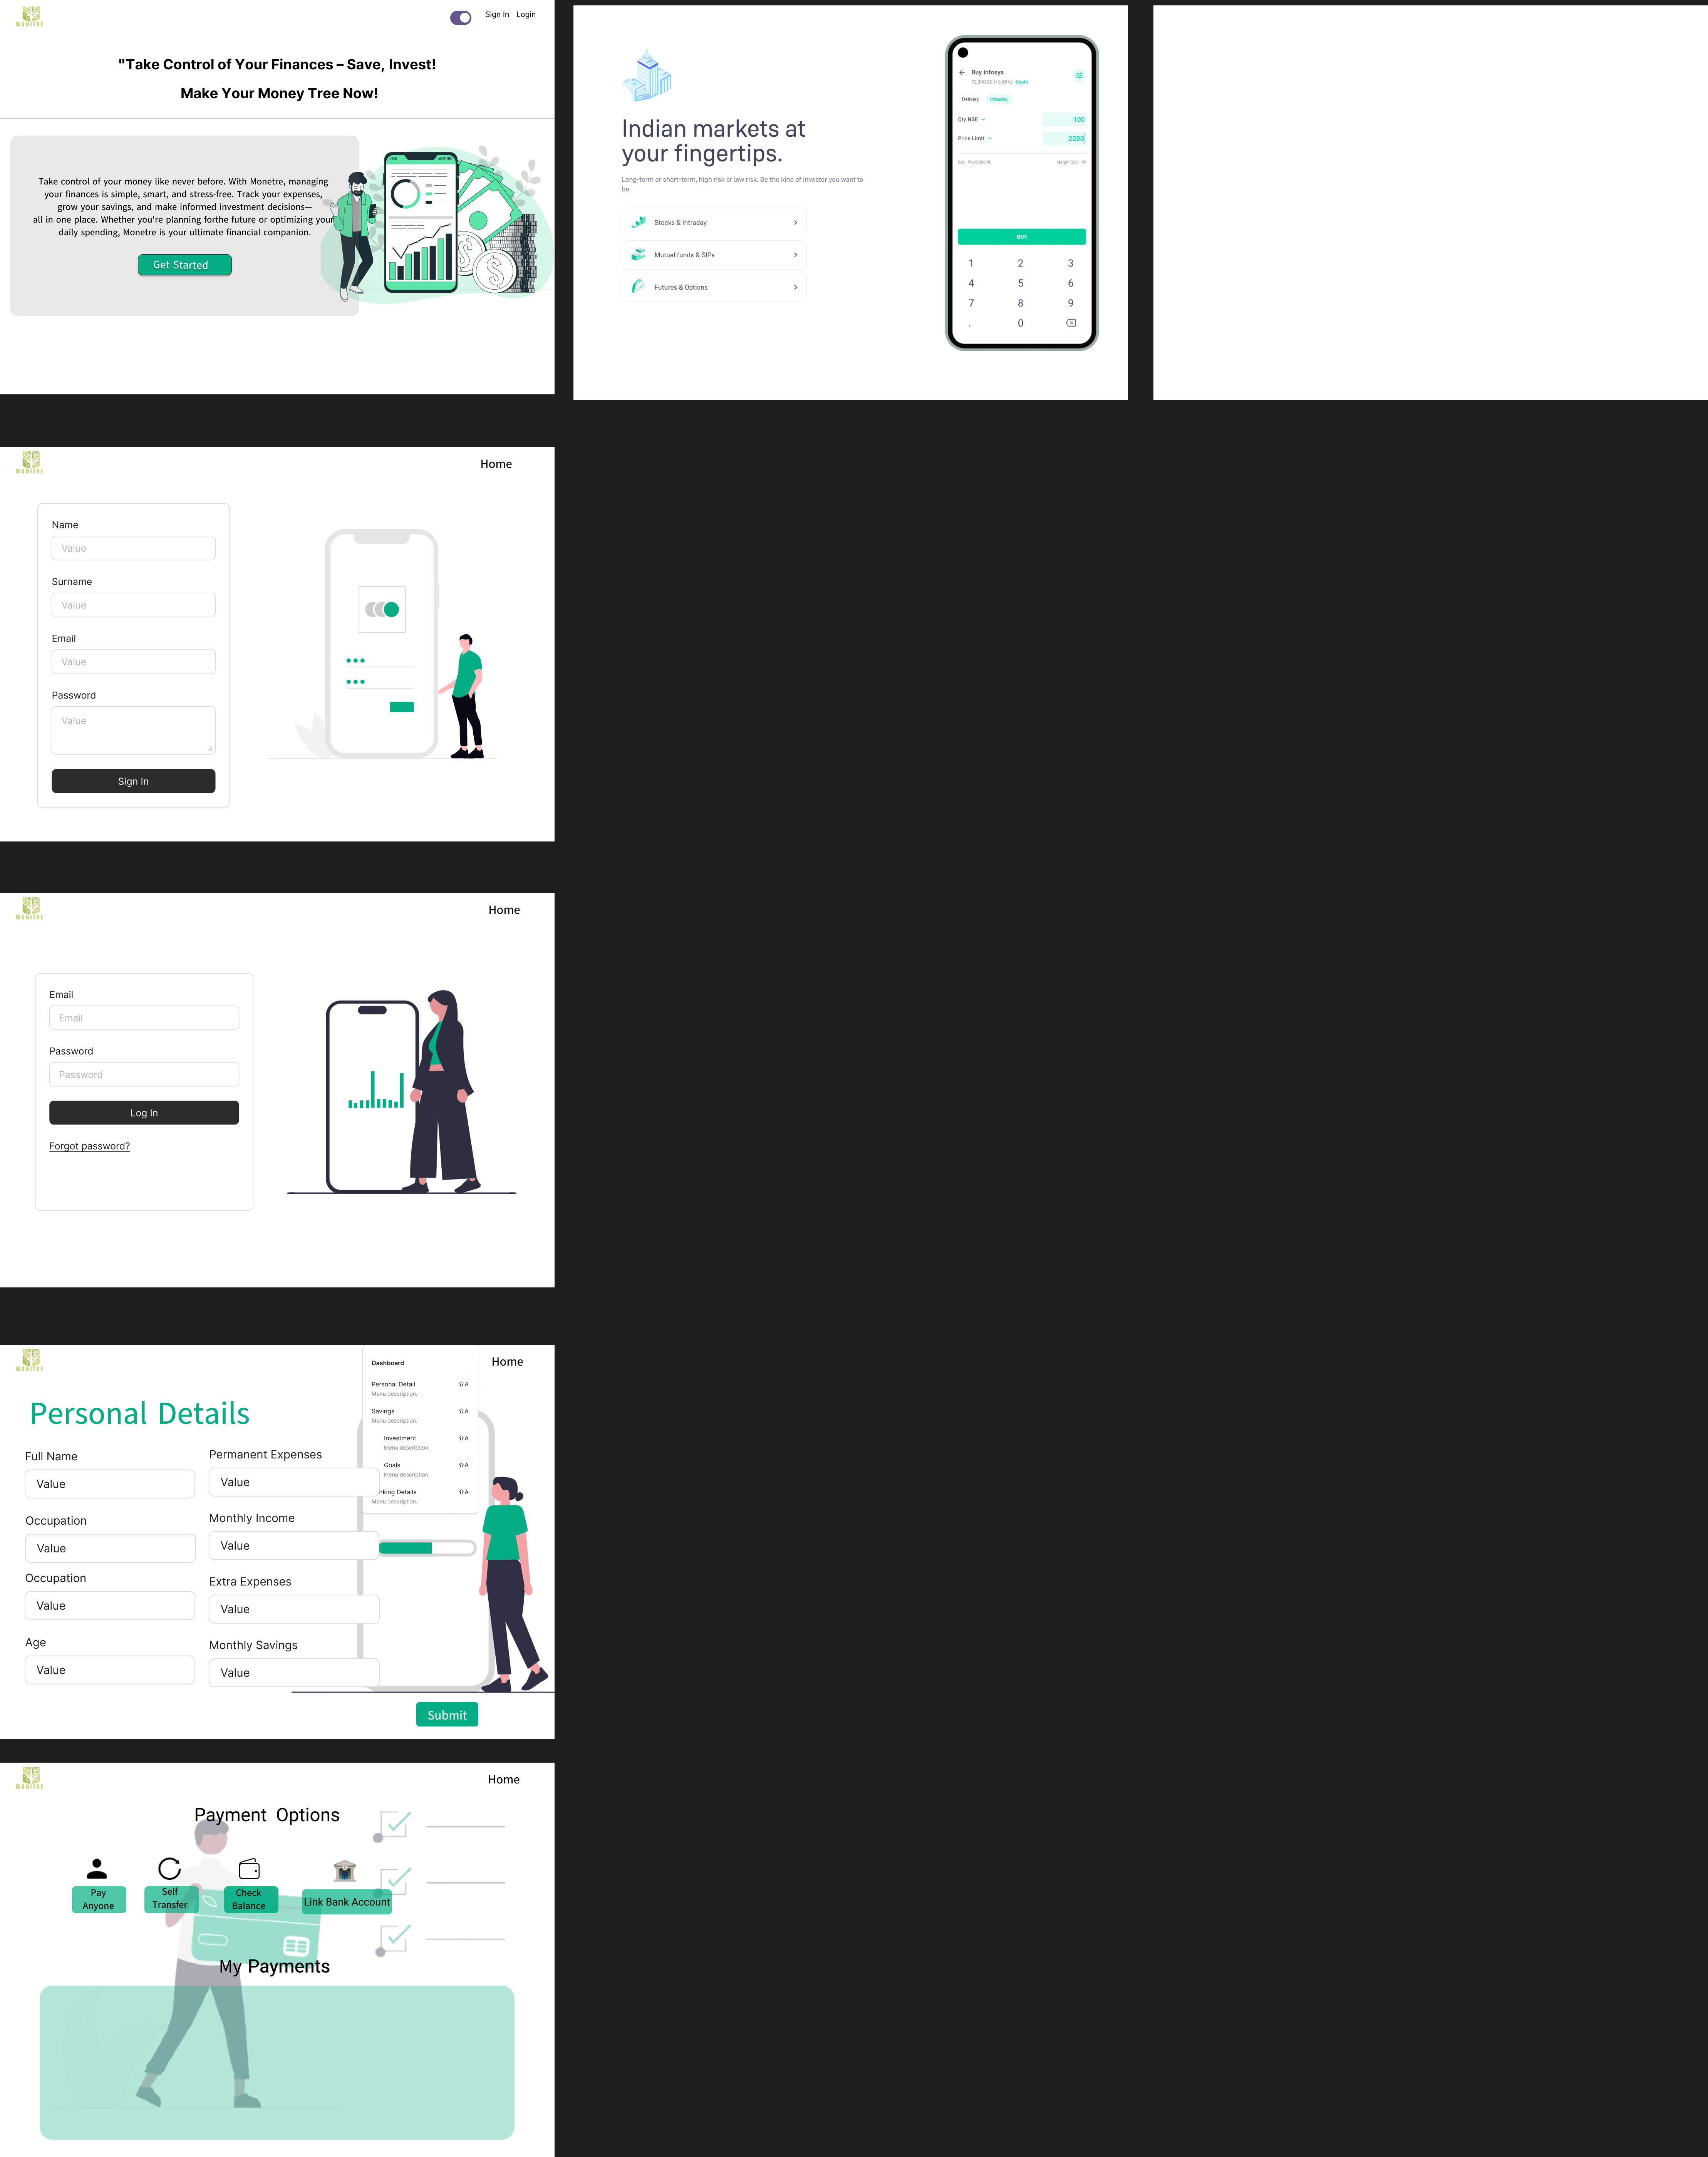 MONETRE
Sign In
Login
"Take Control of Your Finances – Save, Invest!
Make Your Money Tree Now!
Take control of your money like never before. With Monetre, managing
your finances is simple, smart, and stress-free. Track your expenses,
grow your savings, and make informed investment decisions—
all in one place. Whether you're planning forthe future or optimizing your
daily spending, Monetre is your ultimate financial companion.
Get Started
Indian markets at
your fingertips.
Long-term or short-term, high risk or low risk. Be the kind of investor you want to
be.
Stocks & Intraday
Mutual funds & SIPs
Futures & Options
Buy Infosys
Depth
Delivery
Intraday
Qty NSE
100
Price Limit
2200
BUY
1 2 3
4 5 6
7 8 9
. 0
MONETRE
Home
Name
Value
Surname
Value
Email
Value
Password
Value
Sign In
MONETRE
Home
Email
Email
Password
Password
Log In
Forgot password?
MONETRE
Home
Personal Details
Full Name
Value
Occupation
Value
Occupation
Value
Age
Value
Permanent Expenses
Value
Monthly Income
Value
Extra Expenses
Value
Monthly Savings
Value
Dashboard
Personal Detail
⇧A
Menu description.
Savings
⇧A
Menu description.
Investment
⇧A
Menu description.
Goals
⇧A
Menu description.
nking Details
⇧A
Menu description.
Submit
MONETRE
Home
Payment Options
Pay
Anyone
Self
Transfer
Check
Balance
Link Bank Account
My Payments